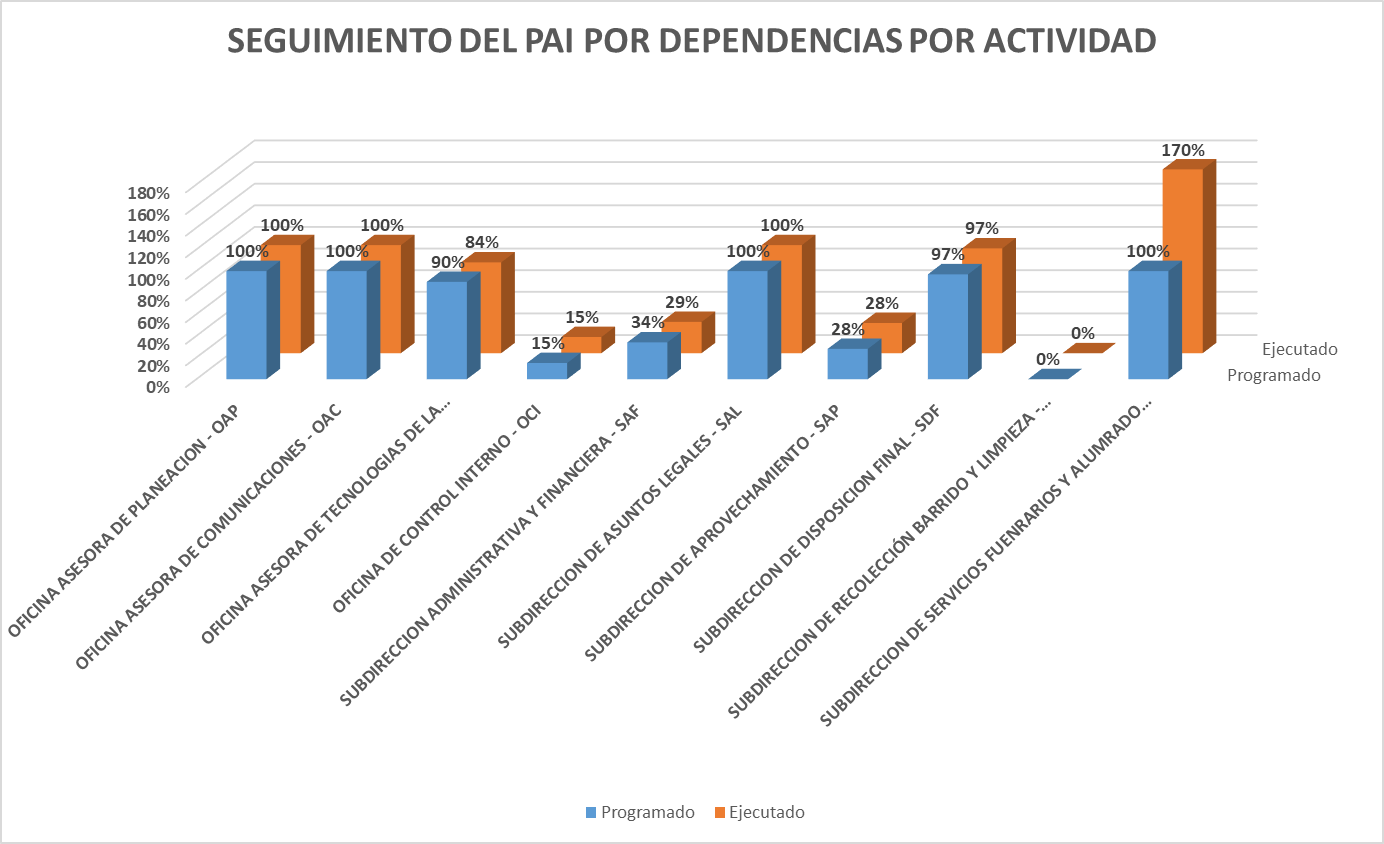 SEGUIMIENTO DEL PAI POR DEPENDENCIAS POR ACTIVIDAD
180%
160%
140%
120%
100%
80%
60%
40%
20%
0%
100%
100%
100%
100%
90%
84%
15%
15%
34%
29%
100%
100%
28%
28%
97%
97%
0%
0%
100%
170%
Ejecutado
Programado
OFICINA ASESORA DE PLANEACION - OAP
OFICINA ASESORA DE COMUNICACIONES - OAC
OFICINA ASESORA DE TECNOLOGIAS DE LA...
OFICINA DE CONTROL INTERNO - OCI
SUBDIRECCION ADMINISTRATIVA Y FINANCIERA - SAF
SUBDIRECCION DE ASUNTOS LEGALES - SAL
SUBDIRECCION DE APROVECHAMIENTO - SAP
SUBDIRECCION DE DISPOSICION FINAL - SDF
SUBDIRECCION DE RECOLECCIÓN BARRIDO Y LIMPIEZA -...
SUBDIRECCION DE SERVICIOS FUENRARIOS Y ALUMRADO...
Programado
Ejecutado